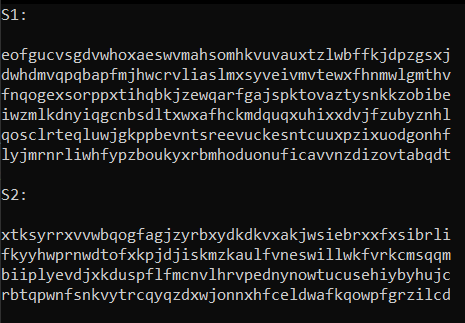 S1:
eofgucvsgdvwhoxaeswvmahsomhkvuvauxtzlwbffkjdpzgsxj
dwhdmvqpqbapfmjhwcrvliaslmxsyveivmvtewxfhnmwlgmthv
fnqogexsorppxtihqbkjzewqarfgajspktovaztysnkkzobibe
iwzmlkdnyiqgcnbsdltxwxafhckmdquqxuhixxdvjfzubyznhl
qosclrteqluwjgkppbevntsreevuckesntcuuxpzixuodgonhf
lyjmrnrliwhfypzboukyxrbmhoduonuficavvnzdizovtabqdt
S2:
xtksyrrxvvwbqogfagjzyrbxydkdkvxakjwsiebrxxfxsibrli
fkyyhwprnwdtofxkpjdjiskmzkaulfvneswillwkfvrkcmsqqm
biiplyevdjxkduspflfmcnvlhrvpednynowtucusehiybyhujc
rbtqpwnfsnkvytrcqyqzdxwjonnxhfceldwafkqowpfgrzilcd